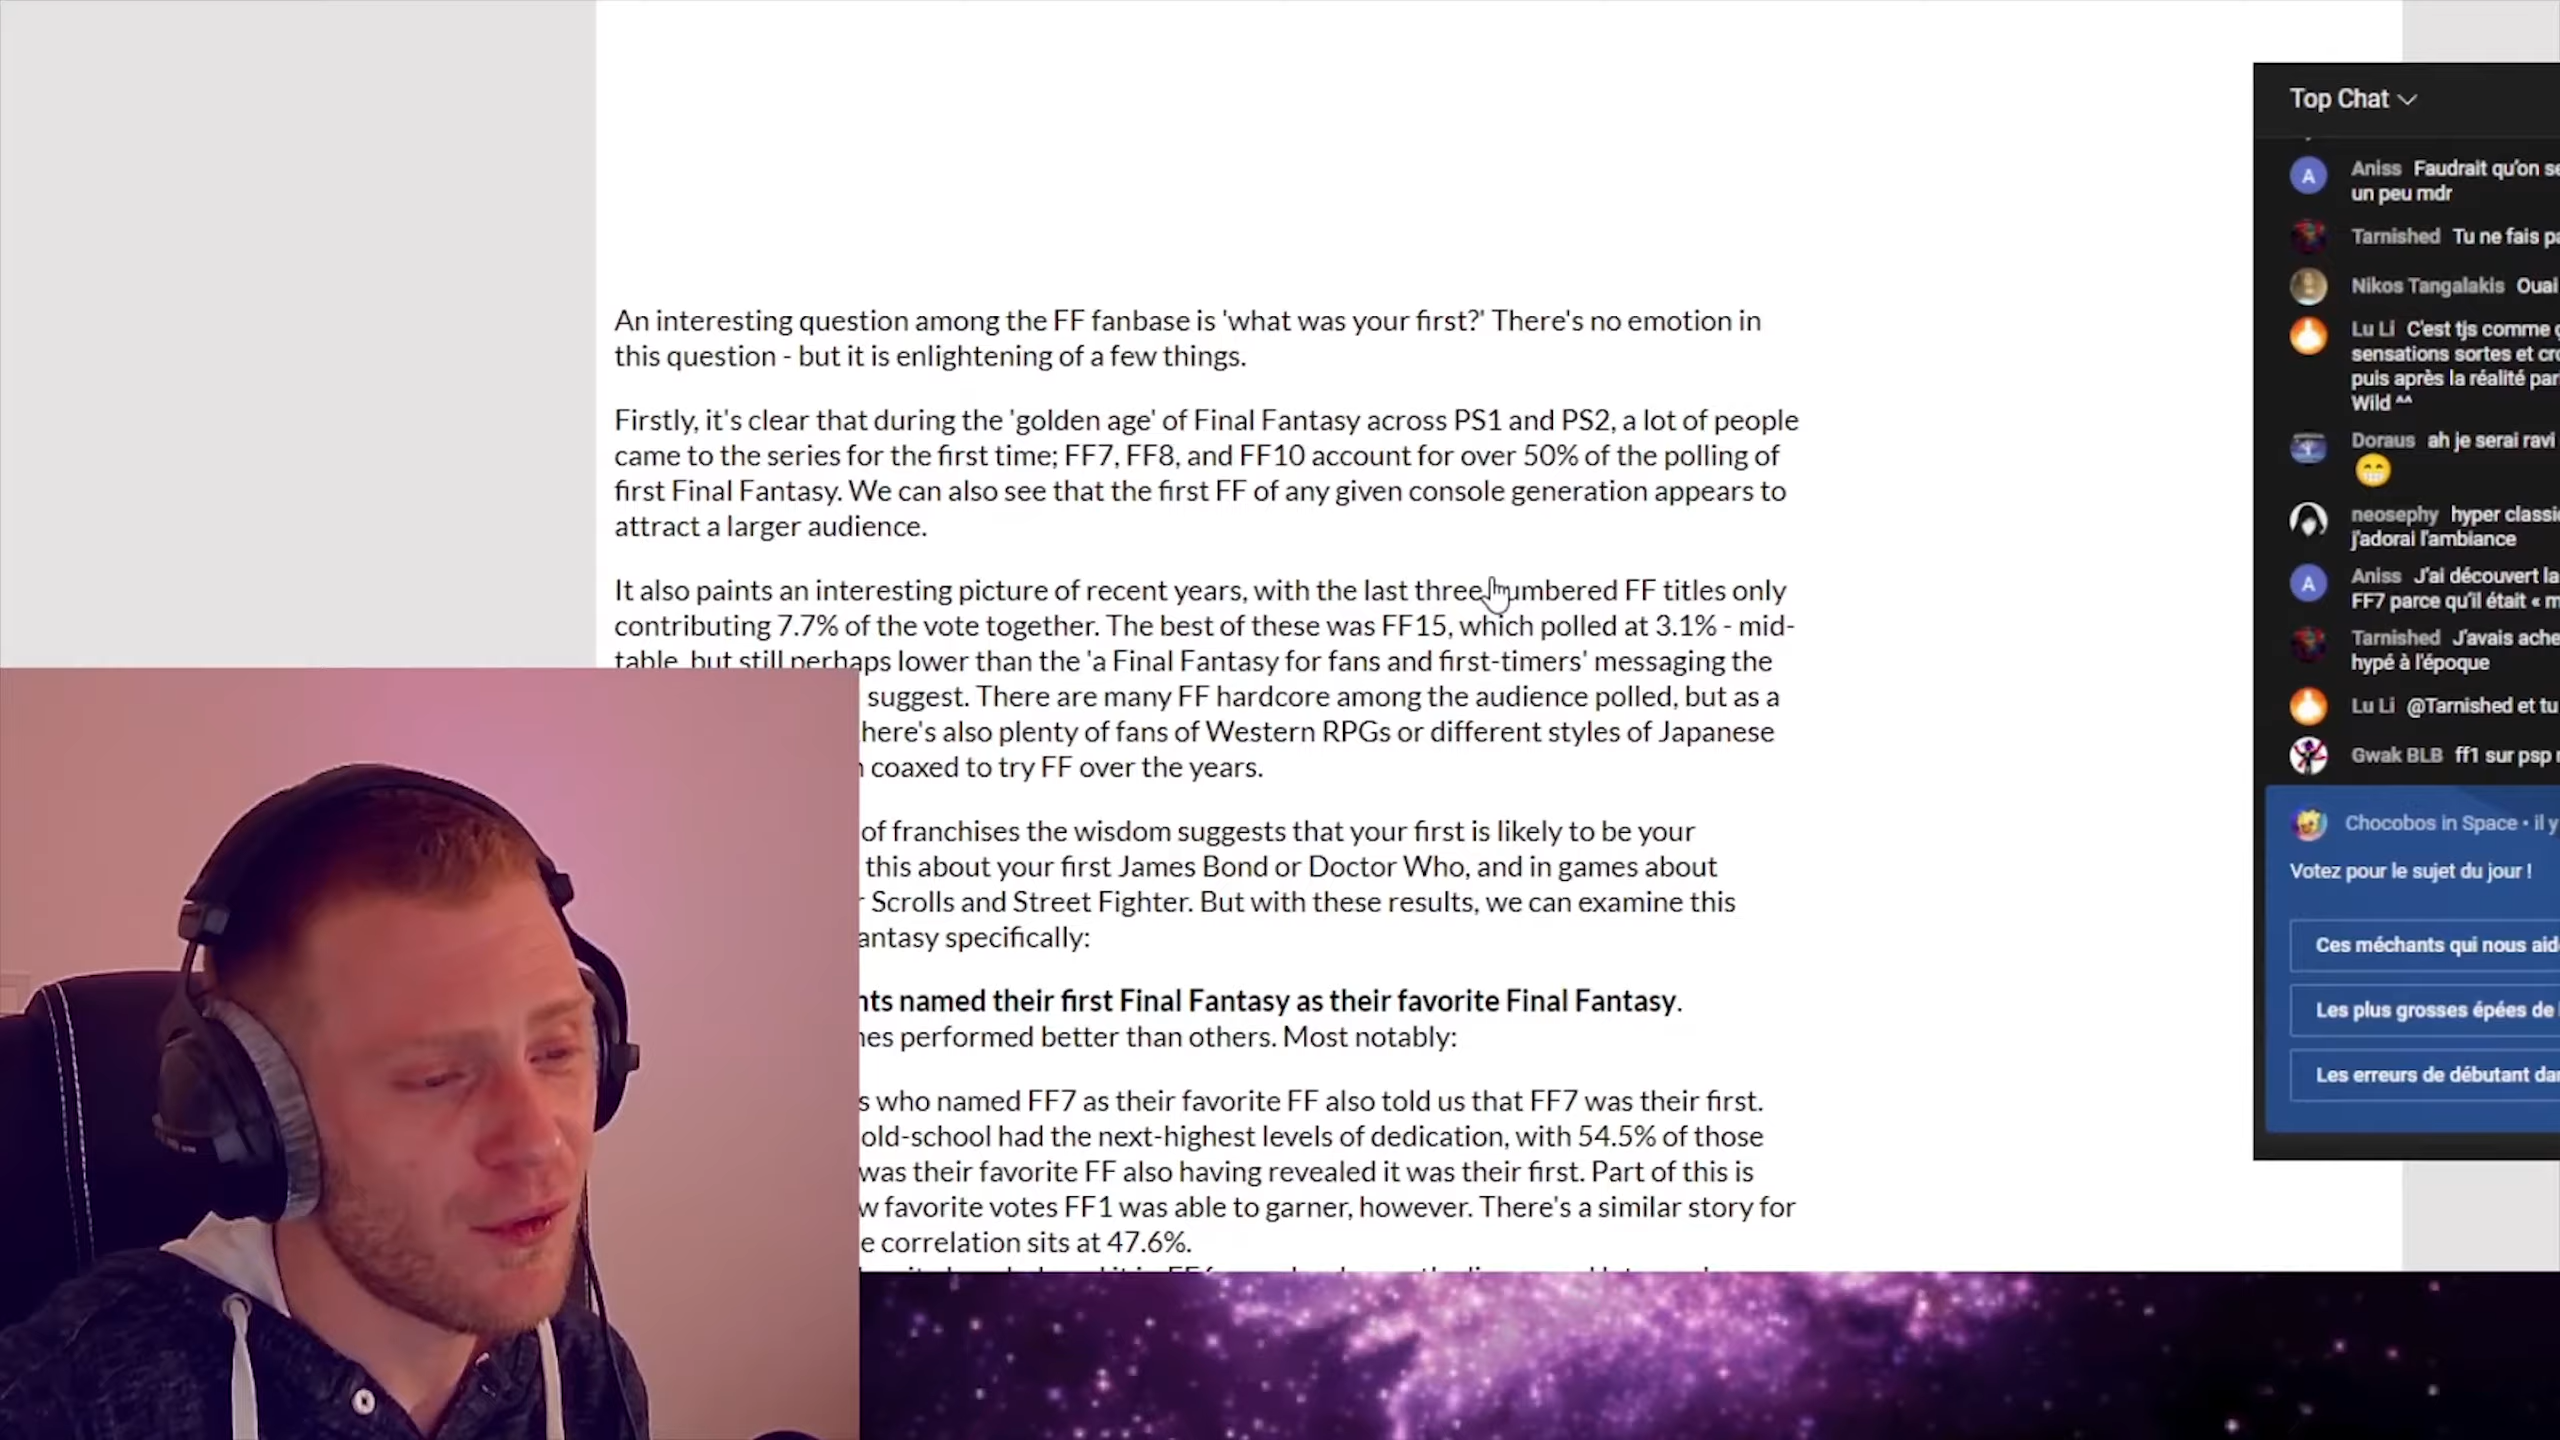 An interesting question among the FF fanbase is 'what was your first?' There's no emotion in
this question - but it is enlightening of a few things.
Firstly, it's clear that during the 'golden age' of Final Fantasy across PS1 and PS2, a lot of people
came to the series for the first time; FF7, FF8, and FF10 account for over 50% of the polling of
first Final Fantasy. We can also see that the first FF of any given console generation appears to
attract a larger audience.
It also paints an interesting picture of recent years, with the last three numbered FF titles only
contributing 7.7% of the vote together. The best of these was FF15, which polled at 3.1% - mid-
table, but still perhaps lower than the 'a Final Fantasy for fans and first-timers' messaging the
suggest. There are many FF hardcore among the audience polled, but as a
here's also plenty of fans of Western RPGs or different styles of Japanese
coaxed to try FF over the years.
of franchises the wisdom suggests that your first is likely to be your
this about your first James Bond or Doctor Who, and in games about
Scrolls and Street Fighter. But with these results, we can examine this
antasy specifically:
nts named their first Final Fantasy as their favorite Final Fantasy.
nes performed better than others. Most notably:
s who named FF7 as their favorite FF also told us that FF7 was their first.
old-school had the next-highest levels of dedication, with 54.5% of those
was their favorite FF also having revealed it was their first. Part of this is
w favorite votes FF1 was able to garner, however. There's a similar story for
e correlation sits at 47.6%.
Top Chat
A
Aniss Faudrait qu'on se
un peu mdr
Tarnished Tu ne fais pa
Nikos Tangalakis Ouai
Lu Li C'est tjs comme ç
sensations sortes et cro
puis après la réalité par
Wild ^^
Doraus ah je serai ravi
😁
neosephy hyper classi
j'adorai l'ambiance
A
Aniss J'ai découvert la
FF7 parce qu'il était « m
Tarnished J'avais ache
hypé à l'époque
Lu Li @Tarnished et tu
Gwak BLB ff1 sur psp
Chocobos in Space • il y
Votez pour le sujet du jour !
Ces méchants qui nous aid
Les plus grosses épées de
Les erreurs de débutant da